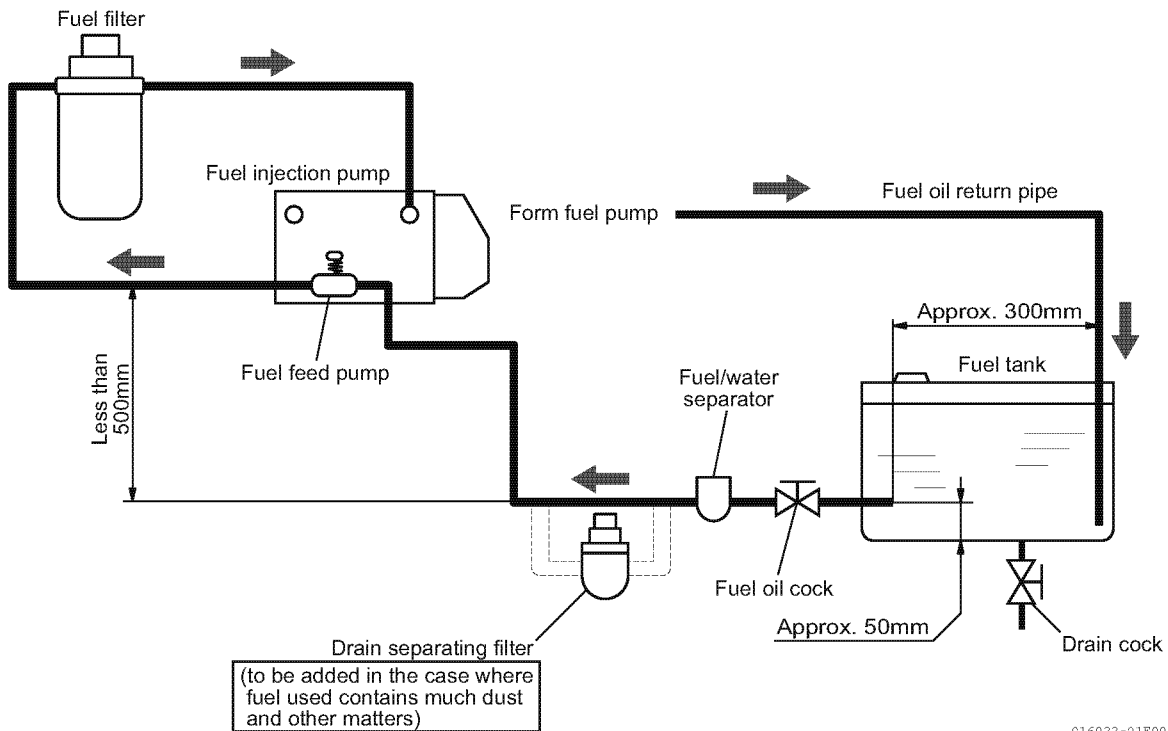 Fuel filter
Fuel injection pump
Form fuel pump
Fuel oil return pipe
Approx. 300mm
Fuel tank
Less than
500mm
Fuel feed pump
Fuel/water
separator
Fuel oil cock
Approx. 50mm
Drain cock
Drain separating filter
(to be added in the case where
fuel used contains much dust
and other matters)